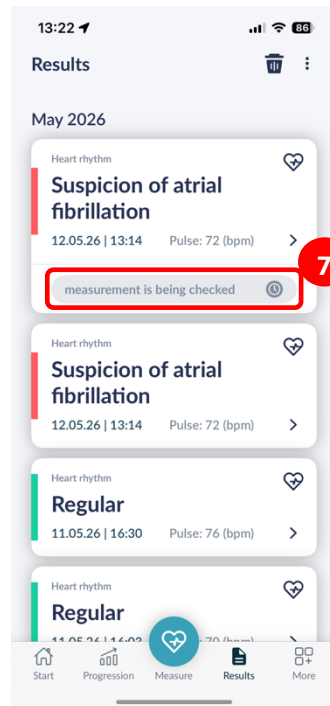 13:22
86
Results
May 2026
Heart rhythm
Suspicion of atrial
fibrillation
12.05.26 | 13:14 Pulse: 72 (bpm)
7
measurement is being checked
Heart rhythm
Suspicion of atrial
fibrillation
12.05.26 | 13:14 Pulse: 72 (bpm)
Heart rhythm
Regular
11.05.26 | 16:30 Pulse: 76 (bpm)
Heart rhythm
Regular
Start Progression Measure Results More